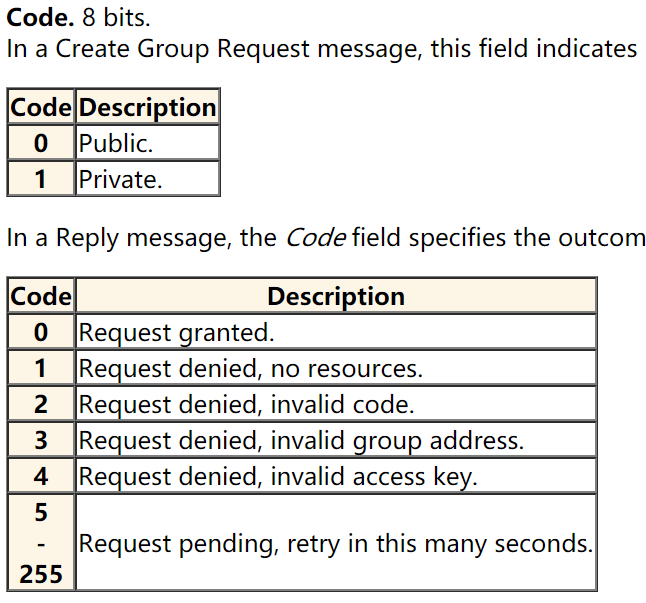 Code. 8 bits.
In a Create Group Request message, this field indicates
Code Description
0 Public.
1 Private.
In a Reply message, the Code field specifies the outcom
Code Description
0 Request granted.
1 Request denied, no resources.
2 Request denied, invalid code.
3 Request denied, invalid group address.
4 Request denied, invalid access key.
5
-
255
Request pending, retry in this many seconds.